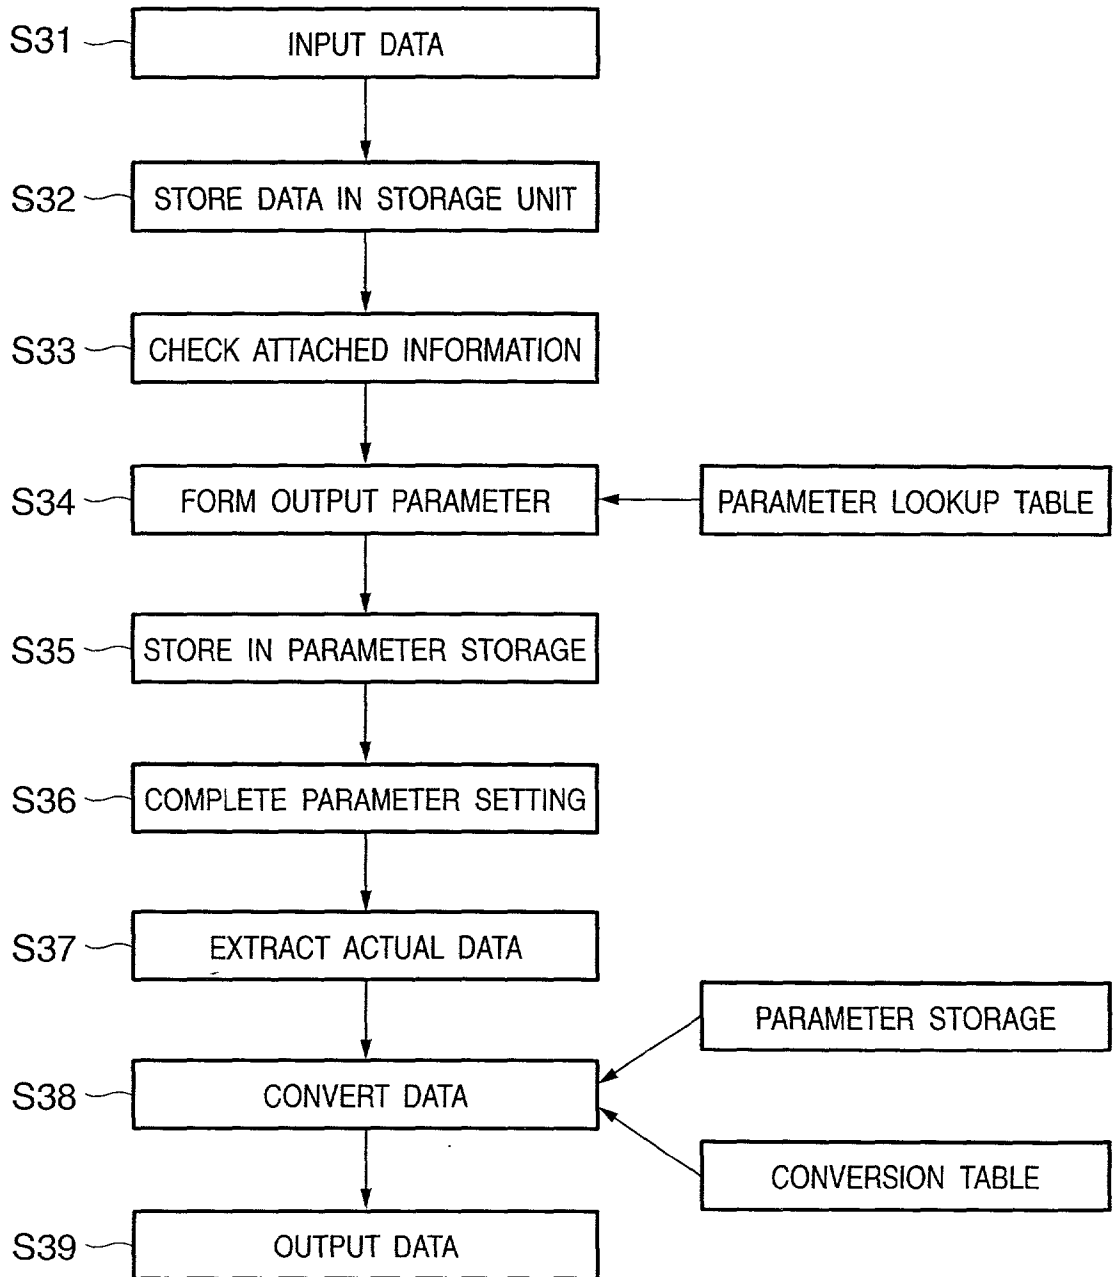 S31 INPUT DATA
S32 STORE DATA IN STORAGE UNIT
S33 CHECK ATTACHED INFORMATION
S34 FORM OUTPUT PARAMETER PARAMETER LOOKUP TABLE
S35 STORE IN PARAMETER STORAGE
S36 COMPLETE PARAMETER SETTING
S37 EXTRACT ACTUAL DATA
PARAMETER STORAGE
S38 CONVERT DATA
CONVERSION TABLE
S39 OUTPUT DATA